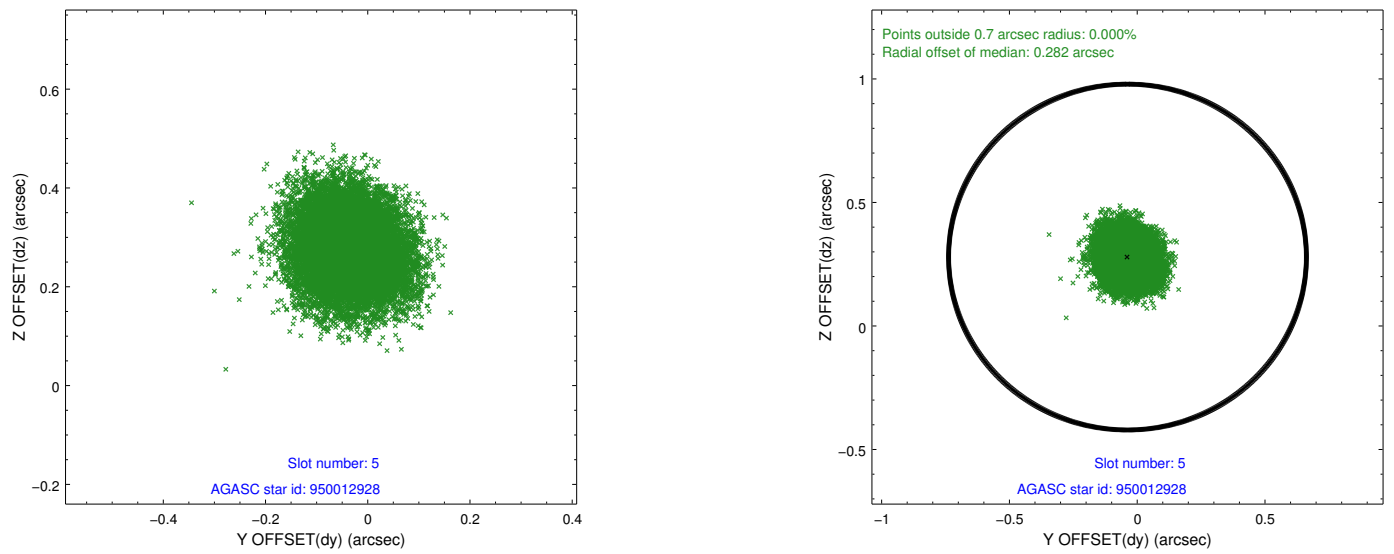 0.6
0.4
0.2
0
−0.2
−0.4
−0.2
0
0.2
0.4
Z OFFSET(dz) (arcsec)
Y OFFSET(dy) (arcsec)
Slot number: 5
AGASC star id: 950012928
Points outside 0.7 arcsec radius: 0.000%
Radial offset of median: 0.282 arcsec
1
0.5
0
−0.5
−1
−0.5
0
0.5
Z OFFSET(dz) (arcsec)
Y OFFSET(dy) (arcsec)
Slot number: 5
AGASC star id: 950012928